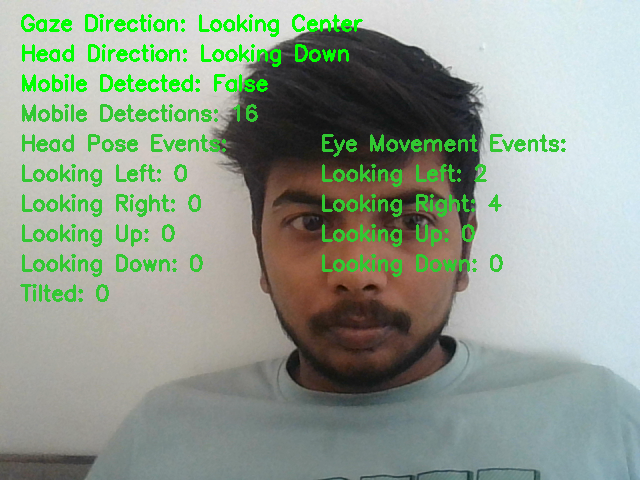 Gaze Direction: Looking Center
Head Direction: Looking Down
Mobile Detected: False
Mobile Detections: 16
Head Pose Events:
Looking Left: 0
Looking Right: 0
Looking Up: 0
Looking Down: 0
Tilted: 0
Eye Movement Events:
Looking Left: 2
Looking Right: 4
Looking Up: 0
Looking Down: 0